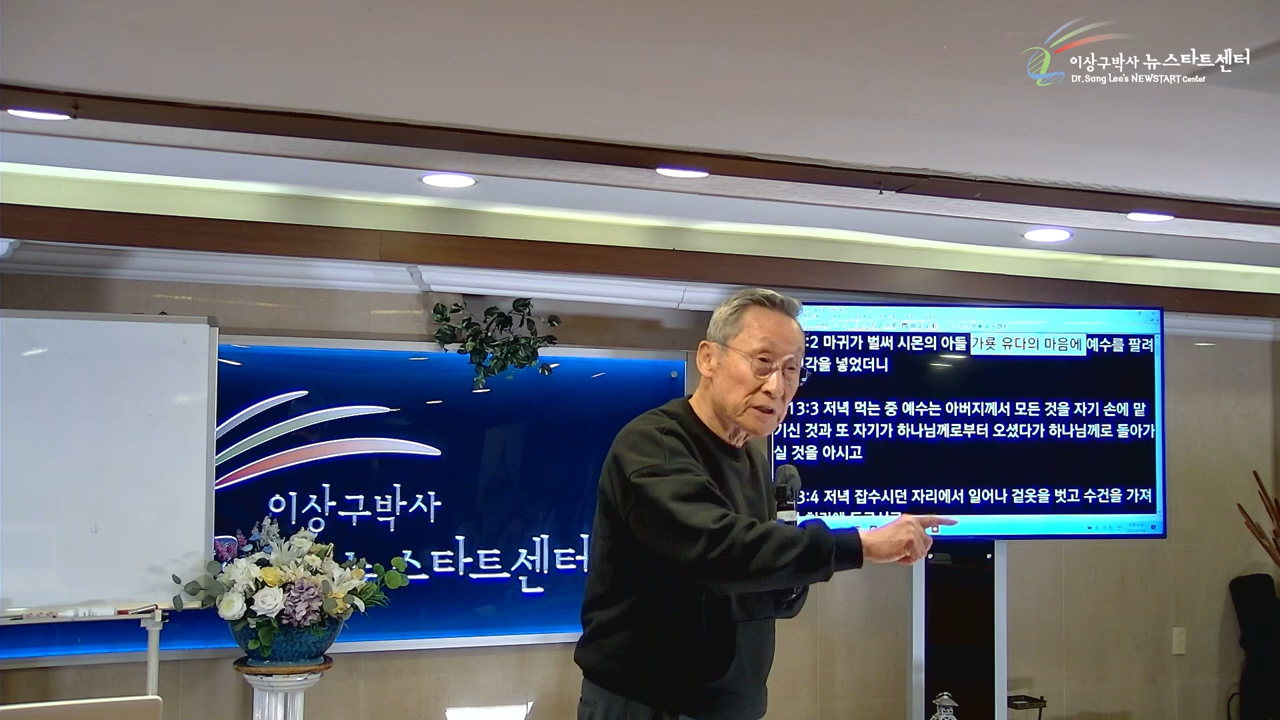 이상구박사 뉴스타트센터
Dr. Sang Lee's NEWSTART Center
:2 마귀가 벌써 시몬의 아들 가룟 유다의 마음에 예수를 팔려
각을 넣었더니
13:3 저녁 먹는 중 예수는 아버지께서 모든 것을 자기 손에 맡
기신 것과 또 자기가 하나님께로부터 오셨다가 하나님께로 돌아가
실 것을 아시고
3:4 저녁 잡수시던 자리에서 일어나 겉옷을 벗고 수건을 가져
이상구박사
스타트센터